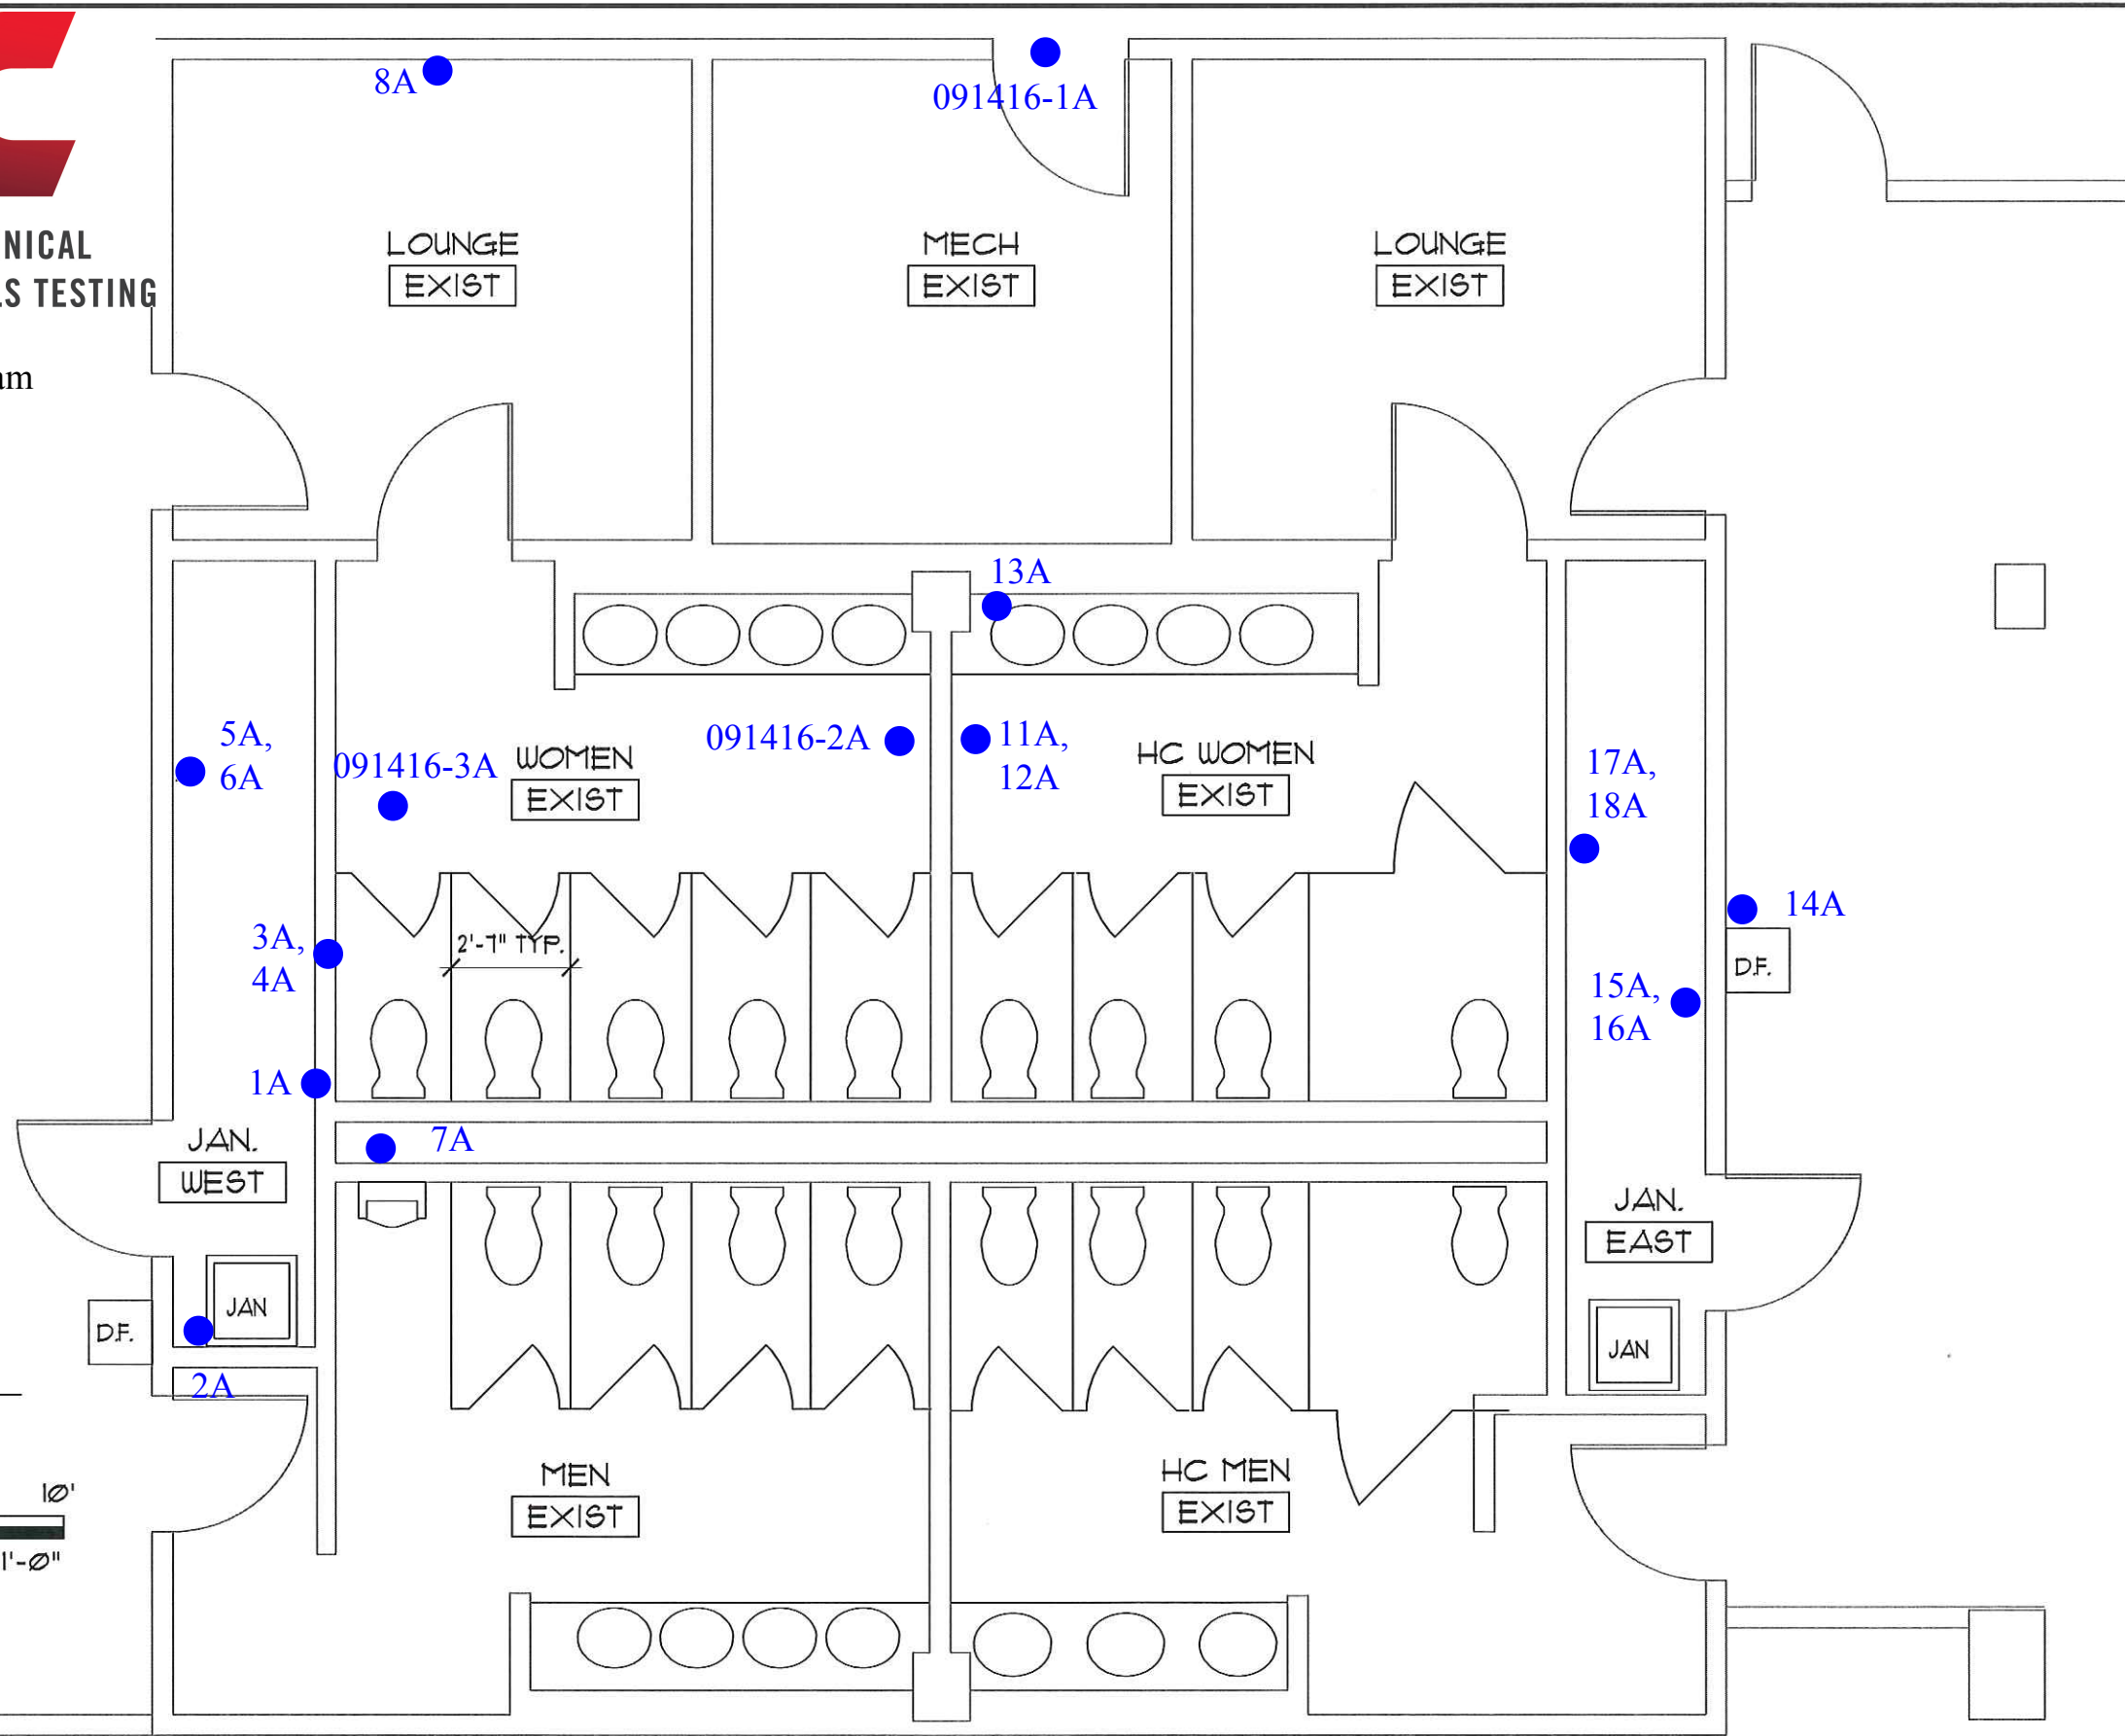 8A
091416-1A
NICAL
LS TESTING
am
LOUNGE
EXIST
MECH
EXIST
LOUNGE
EXIST
13A
5A,
6A
091416-3A
WOMEN
EXIST
091416-2A
11A,
12A
HC WOMEN
EXIST
17A,
18A
14A
D.F.
3A,
4A
2'-7" TYP.
15A,
16A
1A
7A
JAN.
WEST
JAN.
EAST
JAN
D.F.
JAN
2A
MEN
EXIST
HC MEN
EXIST
10'
1'-0"